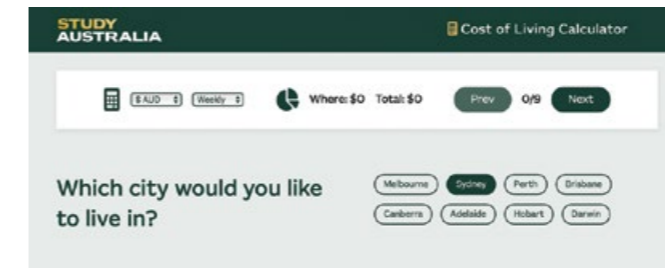 STUDY
AUSTRALIA
Cost of Living Calculator
$ AUD Weekly Where: $0 Total: $0 Prev 0/9 Next
Which city would you like
to live in?
Melbourne Sydney Perth Brisbane
Canberra Adelaide Hobart Darwin